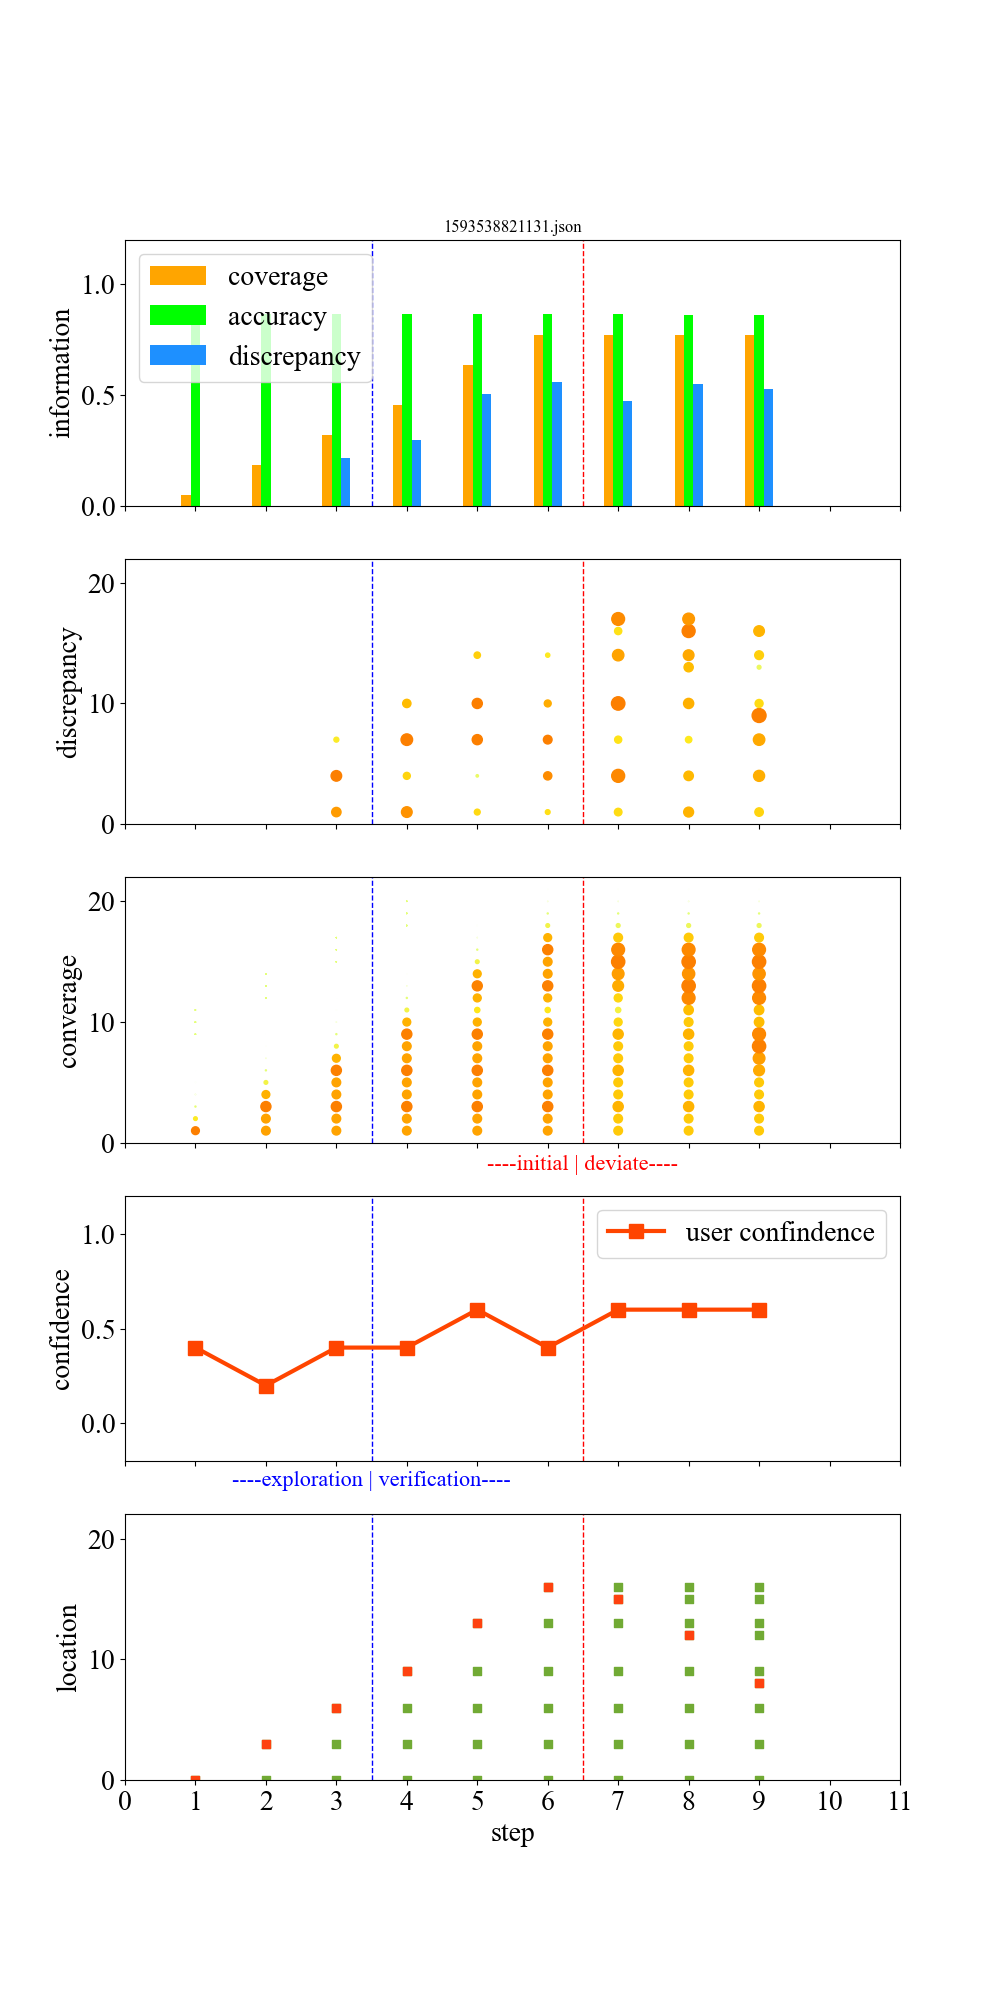 1593538821131.json
coverage
accuracy
discrepancy
information
1.0
0.5
0.0
discrepancy
20
10
0
converage
20
10
0
----initial | deviate----
user confindence
confidence
1.0
0.5
0.0
----exploration | verification----
location
20
10
0
0 1 2 3 4 5 6 7 8 9 10 11
step